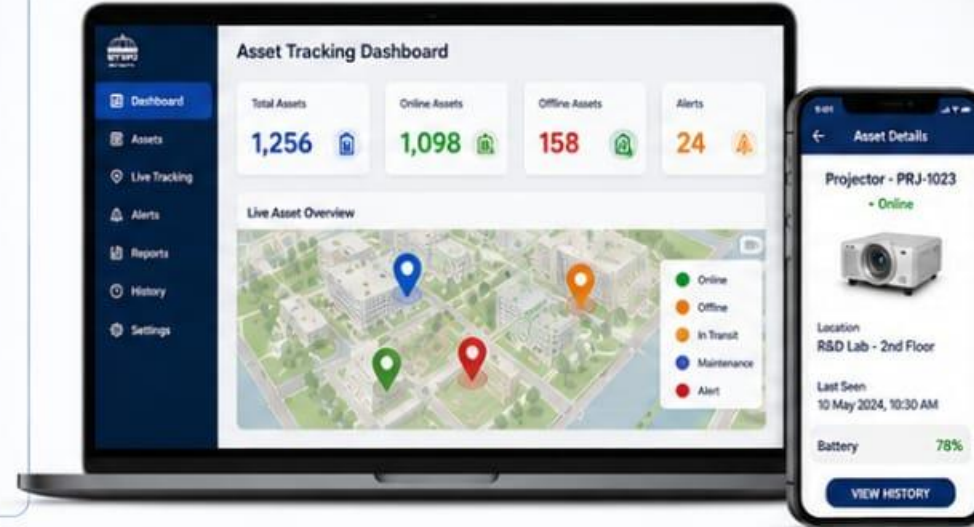 Asset Tracking Dashboard
Dashboard
Assets
Live Tracking
Alerts
Reports
History
Settings
Total Assets
1,256
Online Assets
1,098
Offline Assets
158
Alerts
24
Live Asset Overview
Online
Offline
In Transit
Maintenance
Alert
Asset Details
Projector - PRJ-1023
• Online
Location
R&D Lab - 2nd Floor
Last Seen
10 May 2024, 10:30 AM
Battery 78%
VIEW HISTORY